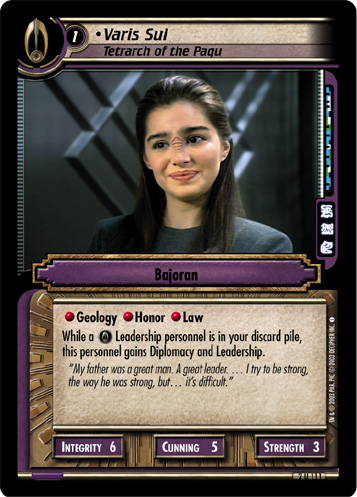 1
•Varis Sul
Tetrarch of the Paqu
Bajoran
Geology Honor Law
While a Leadership personnel is in your discard pile,
this personnel gains Diplomacy and Leadership.
"My father was a great man. A great leader. … I try to be strong,
the way he was strong, but… it's difficult."
INTEGRITY 6 CUNNING 5 STRENGTH 3